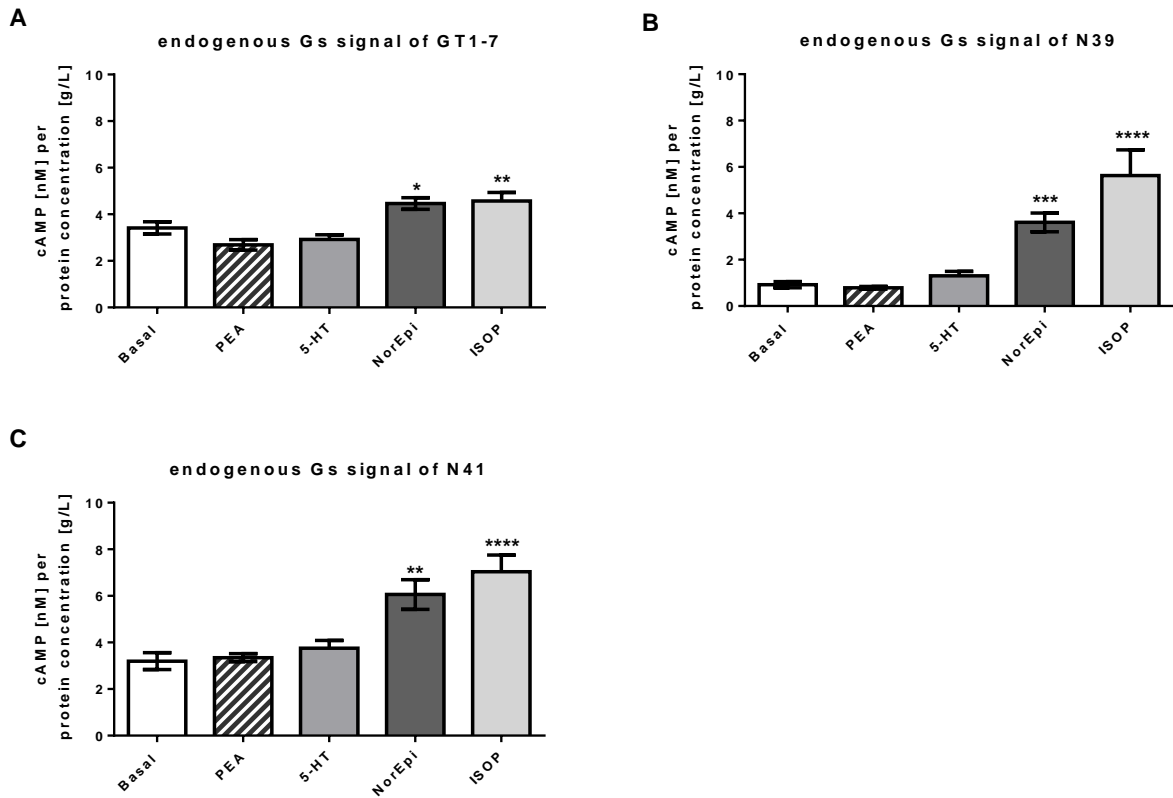 A
endogenous Gs signal of GT1-7
cAMP [nM] per
protein concentration [g/L]
10
8
6
4
2
0
*
**
Basal
PEA
5-HT
NorEpi
ISOP
B
endogenous Gs signal of N39
cAMP [nM] per
protein concentration [g/L]
10
8
6
4
2
0
***
****
Basal
PEA
5-HT
NorEpi
ISOP
C
endogenous Gs signal of N41
cAMP [nM] per
protein concentration [g/L]
10
8
6
4
2
0
**
****
Basal
PEA
5-HT
NorEpi
ISOP